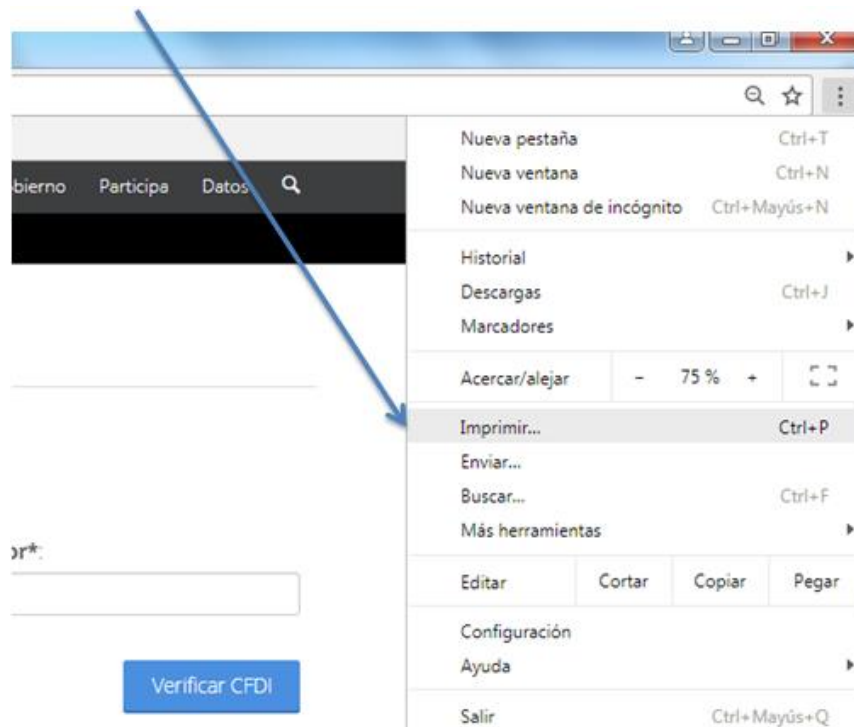 bierno Participa Datos
or*:
Verificar CFDI
Nueva pestaña Ctrl+T
Nueva ventana Ctrl+N
Nueva ventana de incógnito Ctrl+Mayús+N
Historial
Descargas Ctrl+J
Marcadores
Acercar/alejar - 75 % +
Imprimir... Ctrl+P
Enviar...
Buscar... Ctrl+F
Más herramientas
Editar Cortar Copiar Pegar
Configuración
Ayuda
Salir Ctrl+Mayús+Q